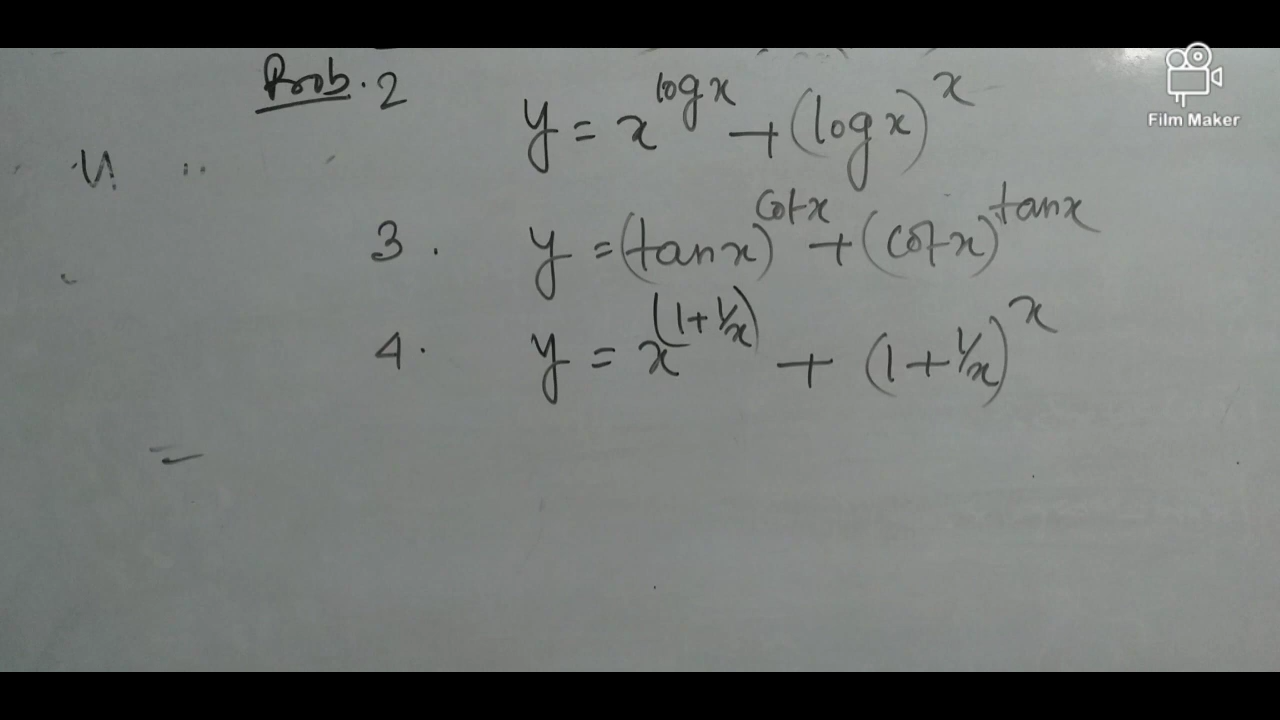 Prob. 2 y = x^{log x} + (log x)^x
Film Maker
3. y = (tan x)^{cot x} + (cot x)^{tan x}
4. y = x^{(1 + 1/x)} + (1 + 1/x)^x